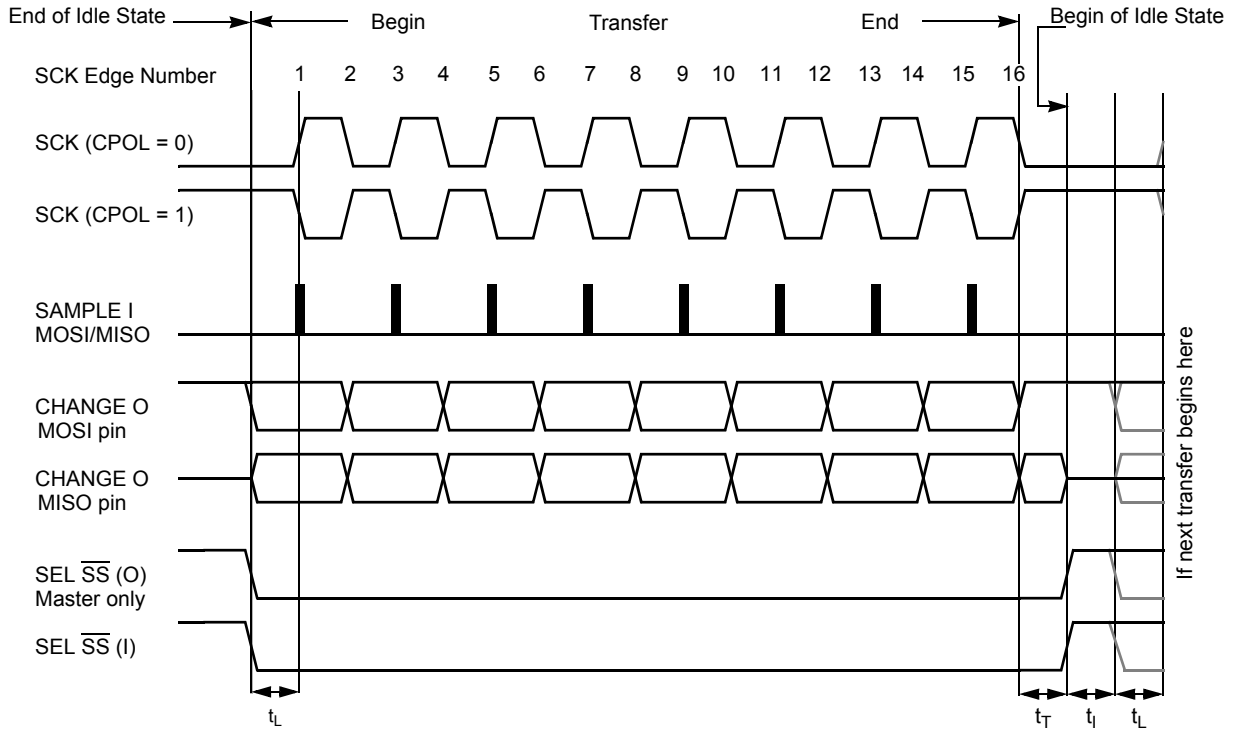 End of Idle State
Begin
Transfer
End
Begin of Idle State
SCK Edge Number
1 2 3 4 5 6 7 8 9 10 11 12 13 14 15 16
SCK (CPOL = 0)
SCK (CPOL = 1)
SAMPLE I
MOSI/MISO
CHANGE O
MOSI pin
CHANGE O
MISO pin
SEL SS (O)
Master only
SEL SS (I)
tL
tT
tI
tL
If next transfer begins here